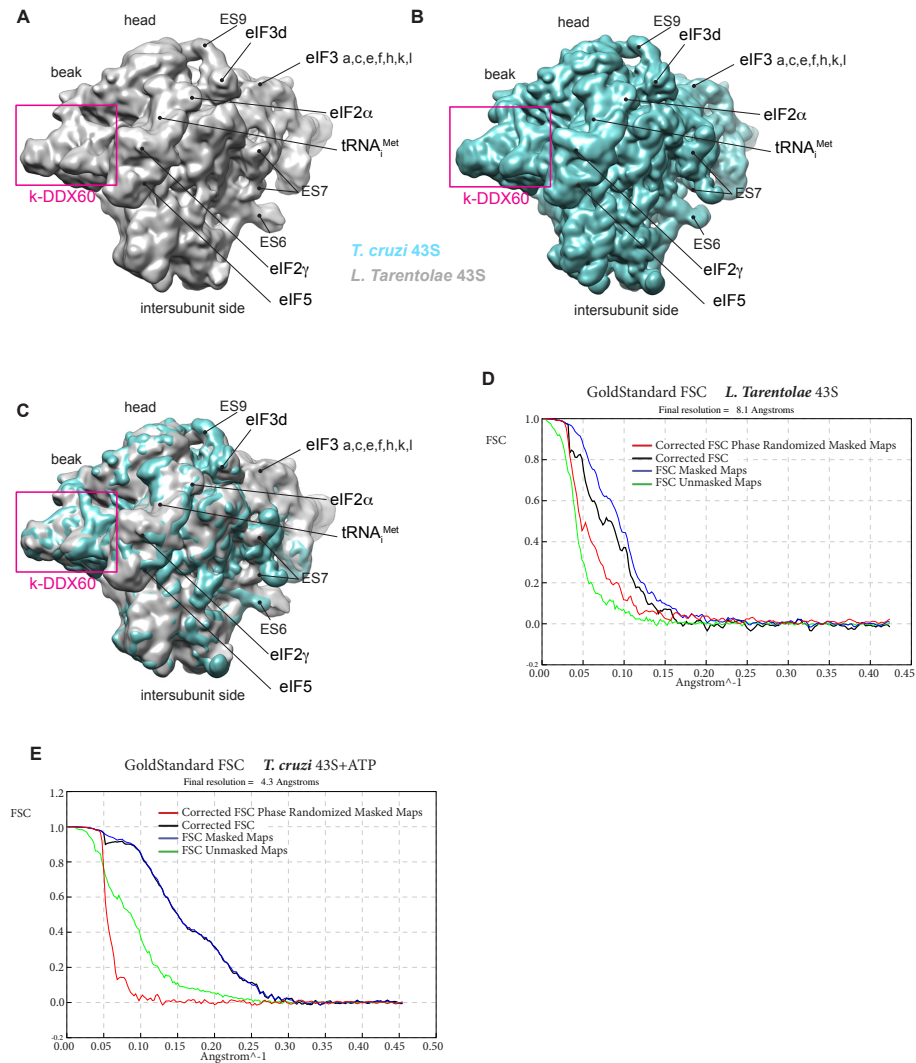 A
head
ES9
eIF3d
eIF3 a,c,e,f,h,k,l
beak
eIF2α
tRNAiMet
k-DDX60
ES7
ES6
eIF2γ
eIF5
intersubunit side
T. cruzi 43S
L. Tarentolae 43S
B
head
ES9
eIF3d
eIF3 a,c,e,f,h,k,l
beak
eIF2α
tRNAiMet
k-DDX60
ES7
ES6
eIF2γ
eIF5
intersubunit side
C
head
ES9
eIF3d
eIF3 a,c,e,f,h,k,l
beak
eIF2α
tRNAiMet
k-DDX60
ES7
ES6
eIF2γ
eIF5
intersubunit side
D
GoldStandard FSC L. Tarentolae 43S
Final resolution = 8.1 Angstroms
FSC
Corrected FSC Phase Randomized Masked Maps
Corrected FSC
FSC Masked Maps
FSC Unmasked Maps
1.0
0.8
0.6
0.4
0.2
0.0
-0.2
0.00 0.05 0.10 0.15 0.20 0.25 0.30 0.35 0.40 0.45
Angstrom^-1
E
GoldStandard FSC T. cruzi 43S+ATP
Final resolution = 4.3 Angstroms
FSC
Corrected FSC Phase Randomized Masked Maps
Corrected FSC
FSC Masked Maps
FSC Unmasked Maps
1.2
1.0
0.8
0.6
0.4
0.2
0.0
-0.2
0.00 0.05 0.10 0.15 0.20 0.25 0.30 0.35 0.40 0.45 0.50
Angstrom^-1